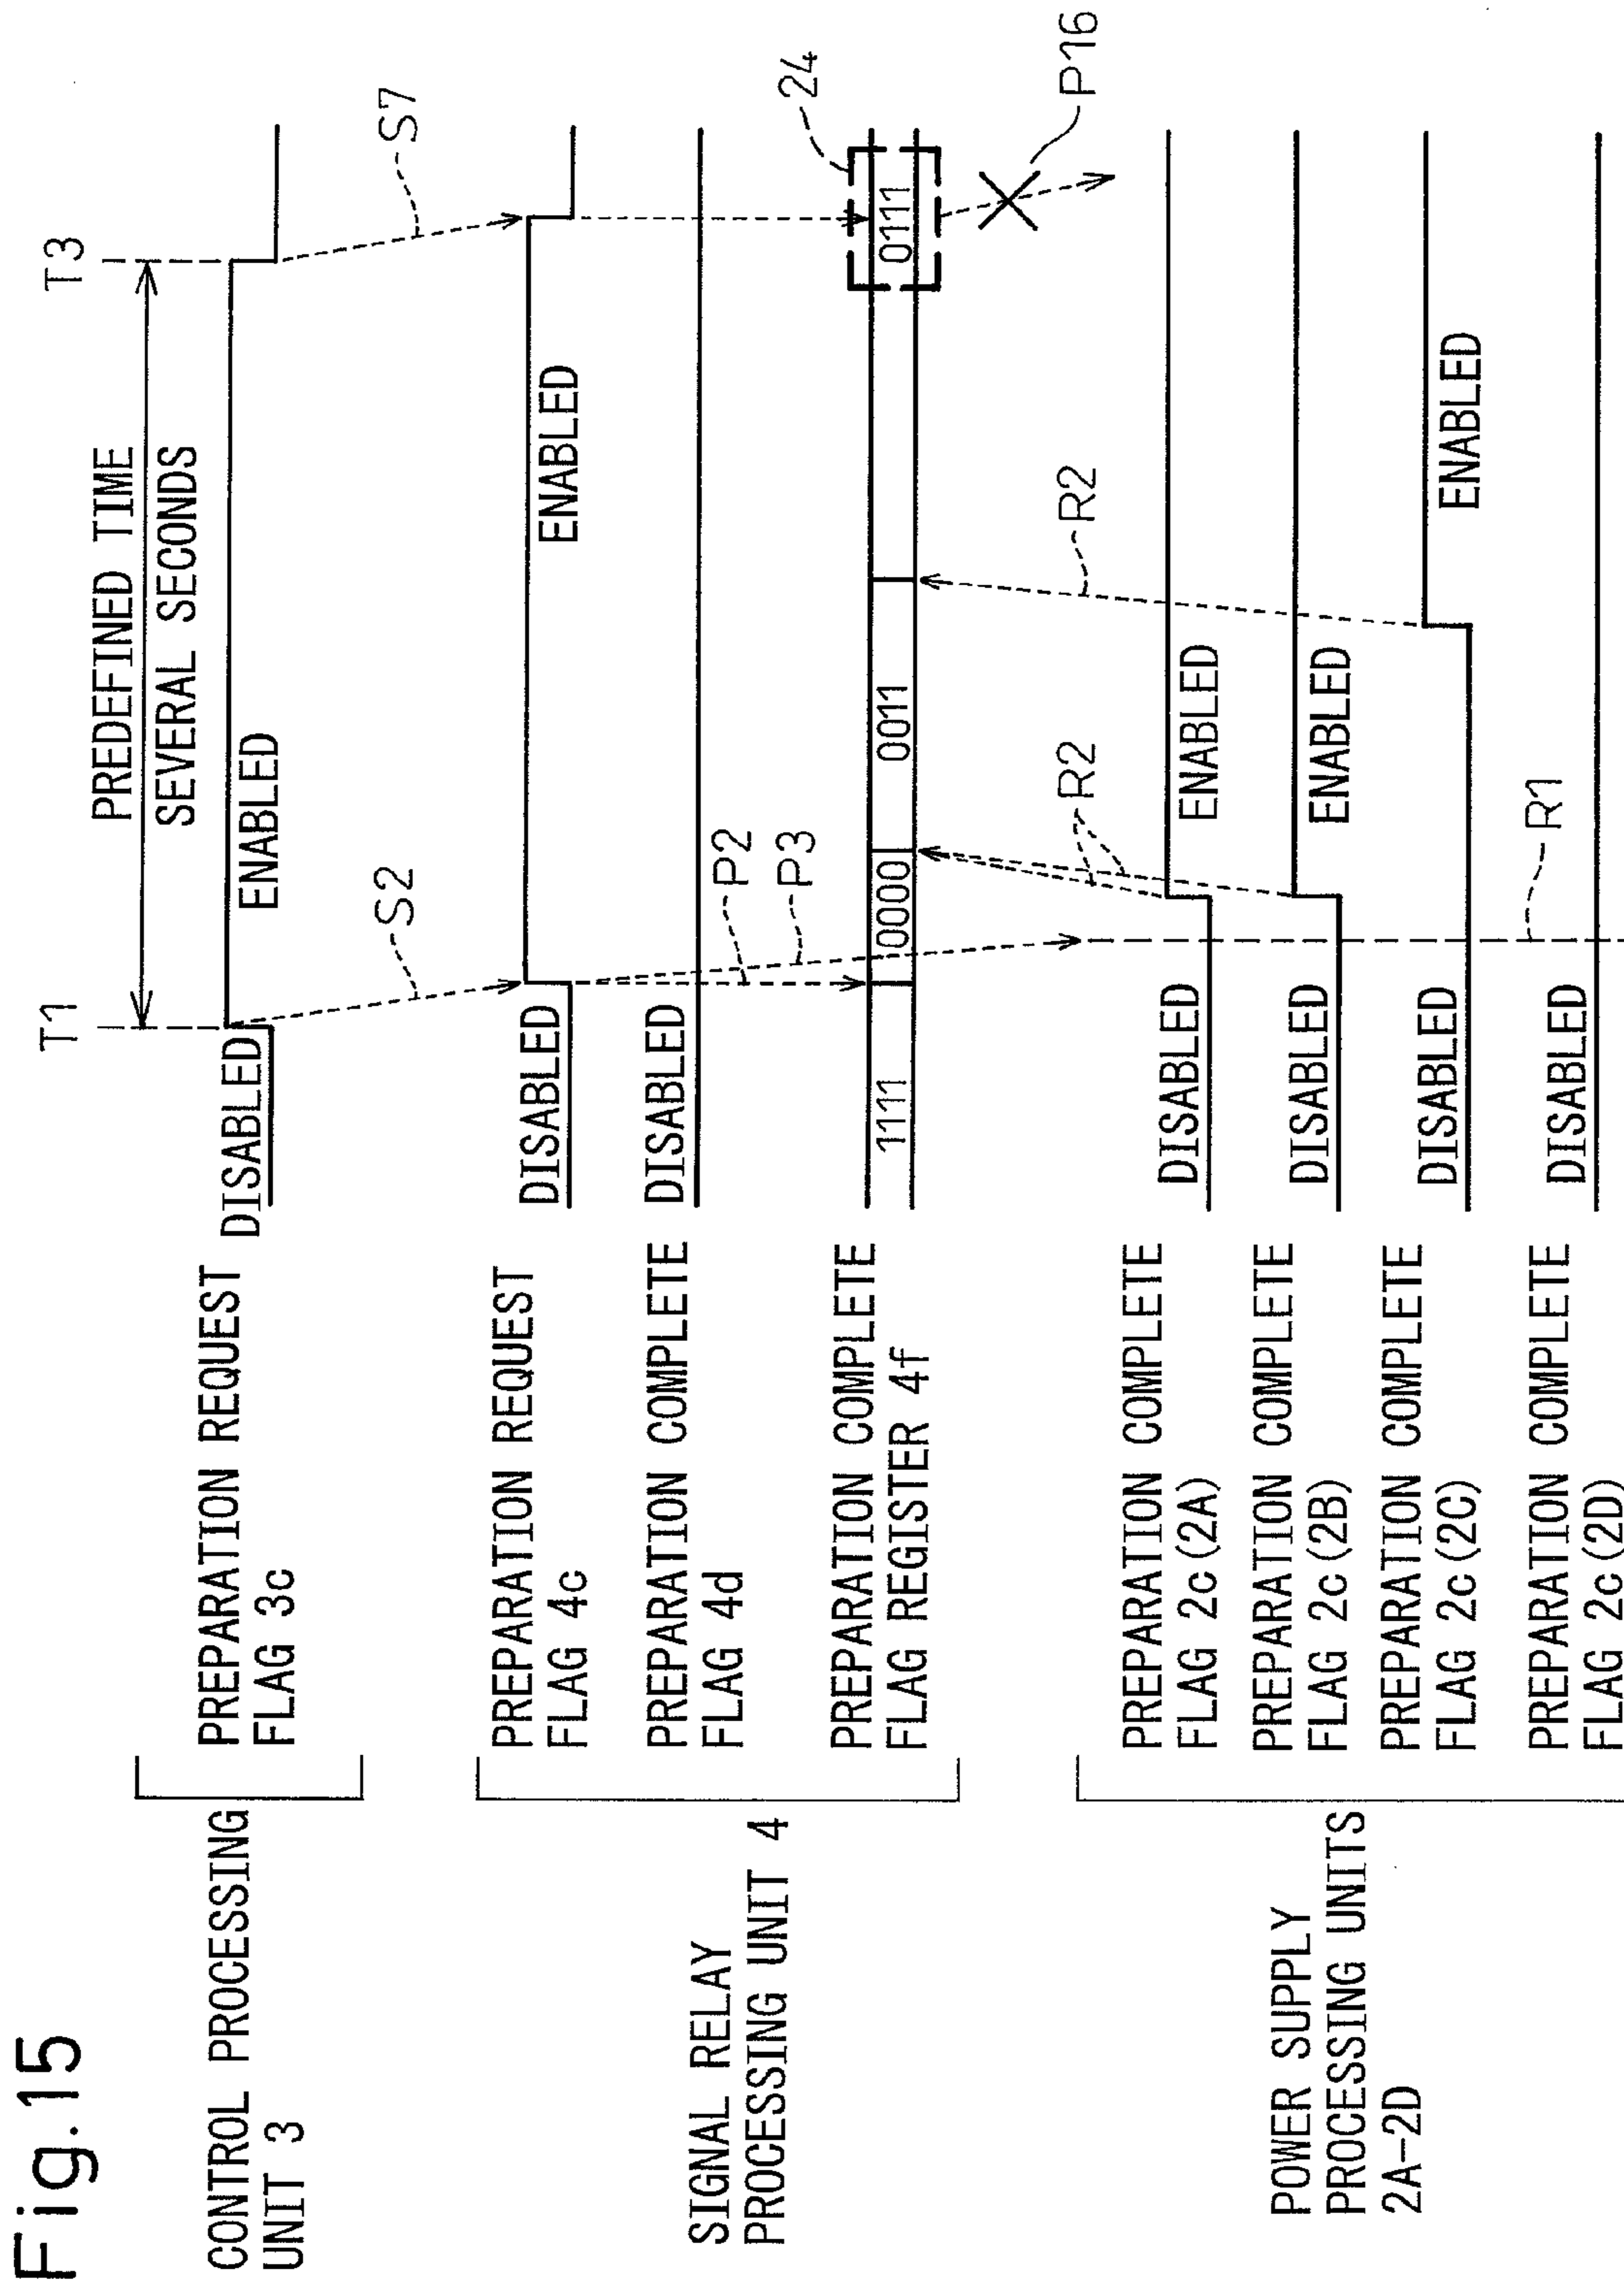 Fig.15
CONTROL PROCESSING
UNIT 3
PREPARATION REQUEST
FLAG 3c
DISABLED
ENABLED
T1
T3
PREDEFINED TIME
SEVERAL SECONDS
S2
S7
SIGNAL RELAY
PROCESSING UNIT 4
PREPARATION REQUEST
FLAG 4c
DISABLED
ENABLED
PREPARATION COMPLETE
FLAG 4d
DISABLED
P2
P3
PREPARATION COMPLETE
FLAG REGISTER 4f
1111
0000
0011
0111
24
P16
R2
R2
POWER SUPPLY
PROCESSING UNITS
2A-2D
PREPARATION COMPLETE
FLAG 2c(2A)
DISABLED
ENABLED
PREPARATION COMPLETE
FLAG 2c(2B)
DISABLED
ENABLED
PREPARATION COMPLETE
FLAG 2c(2C)
DISABLED
ENABLED
PREPARATION COMPLETE
FLAG 2c(2D)
DISABLED
R1